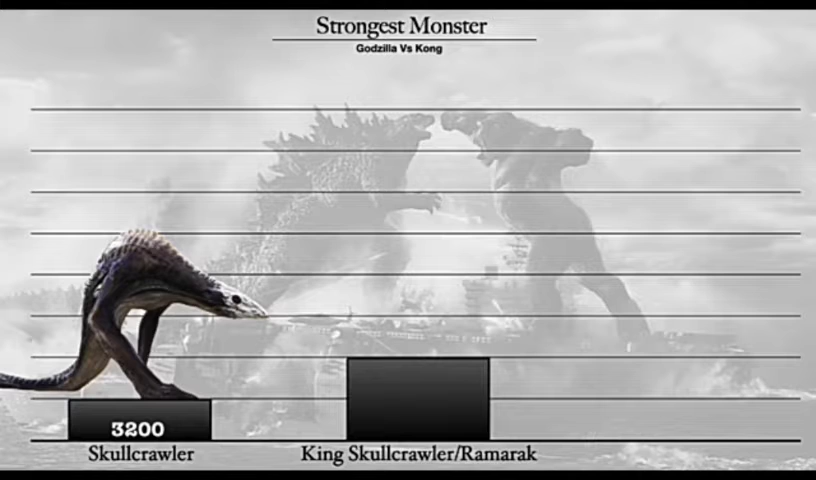 Strongest Monster
Godzilla Vs Kong
3200
Skullcrawler
King Skullcrawler/Ramarak